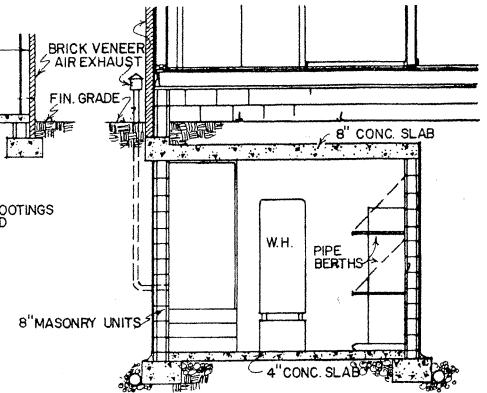 BRICK VENEER
AIR EXHAUST
FIN. GRADE
8" CONC. SLAB
OOTINGS
D
W.H.
PIPE
BERTHS
8" MASONRY UNITS
4" CONC. SLAB